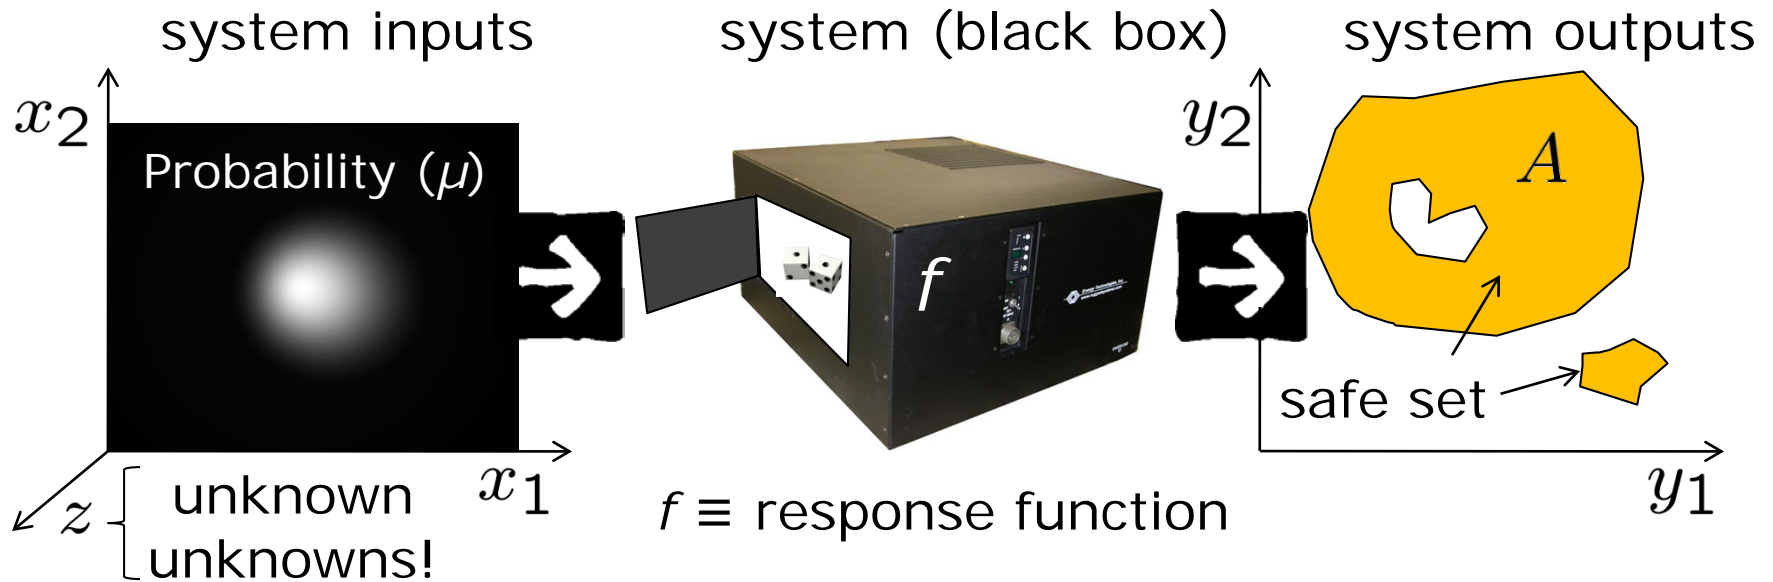 system inputs
system (black box)
system outputs
x2
Probability (μ)
f
y2
A
safe set
x1
y1
z
unknown
unknowns!
f ≡ response function